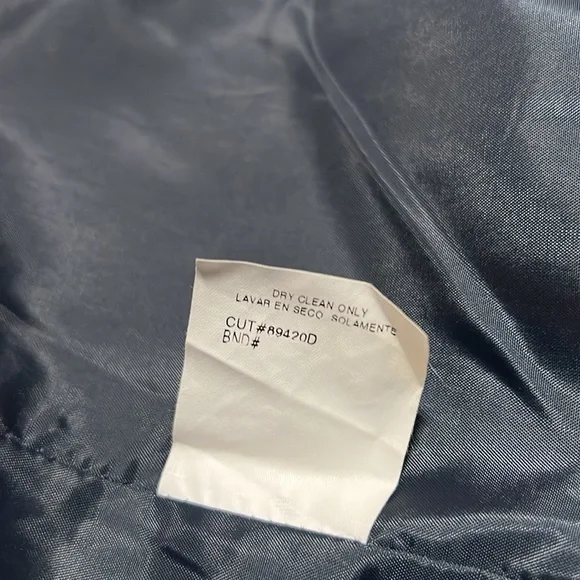 DRY CLEAN ONLY
LAVAR EN SECO SOLAMENTE
CUT#89420D
BND#